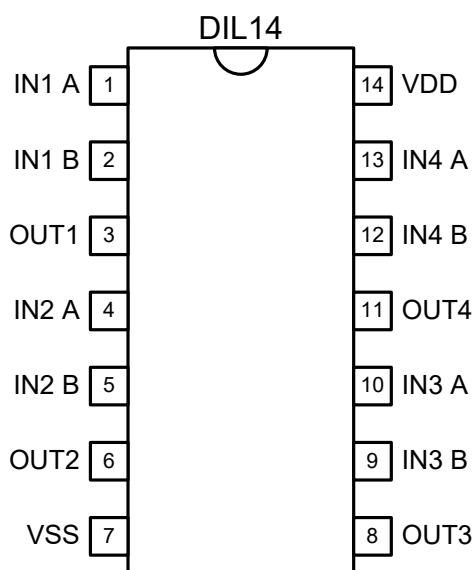 DIL14
IN1 A 1 14 VDD
IN1 B 2 13 IN4 A
OUT1 3 12 IN4 B
IN2 A 4 11 OUT4
IN2 B 5 10 IN3 A
OUT2 6 9 IN3 B
VSS 7 8 OUT3